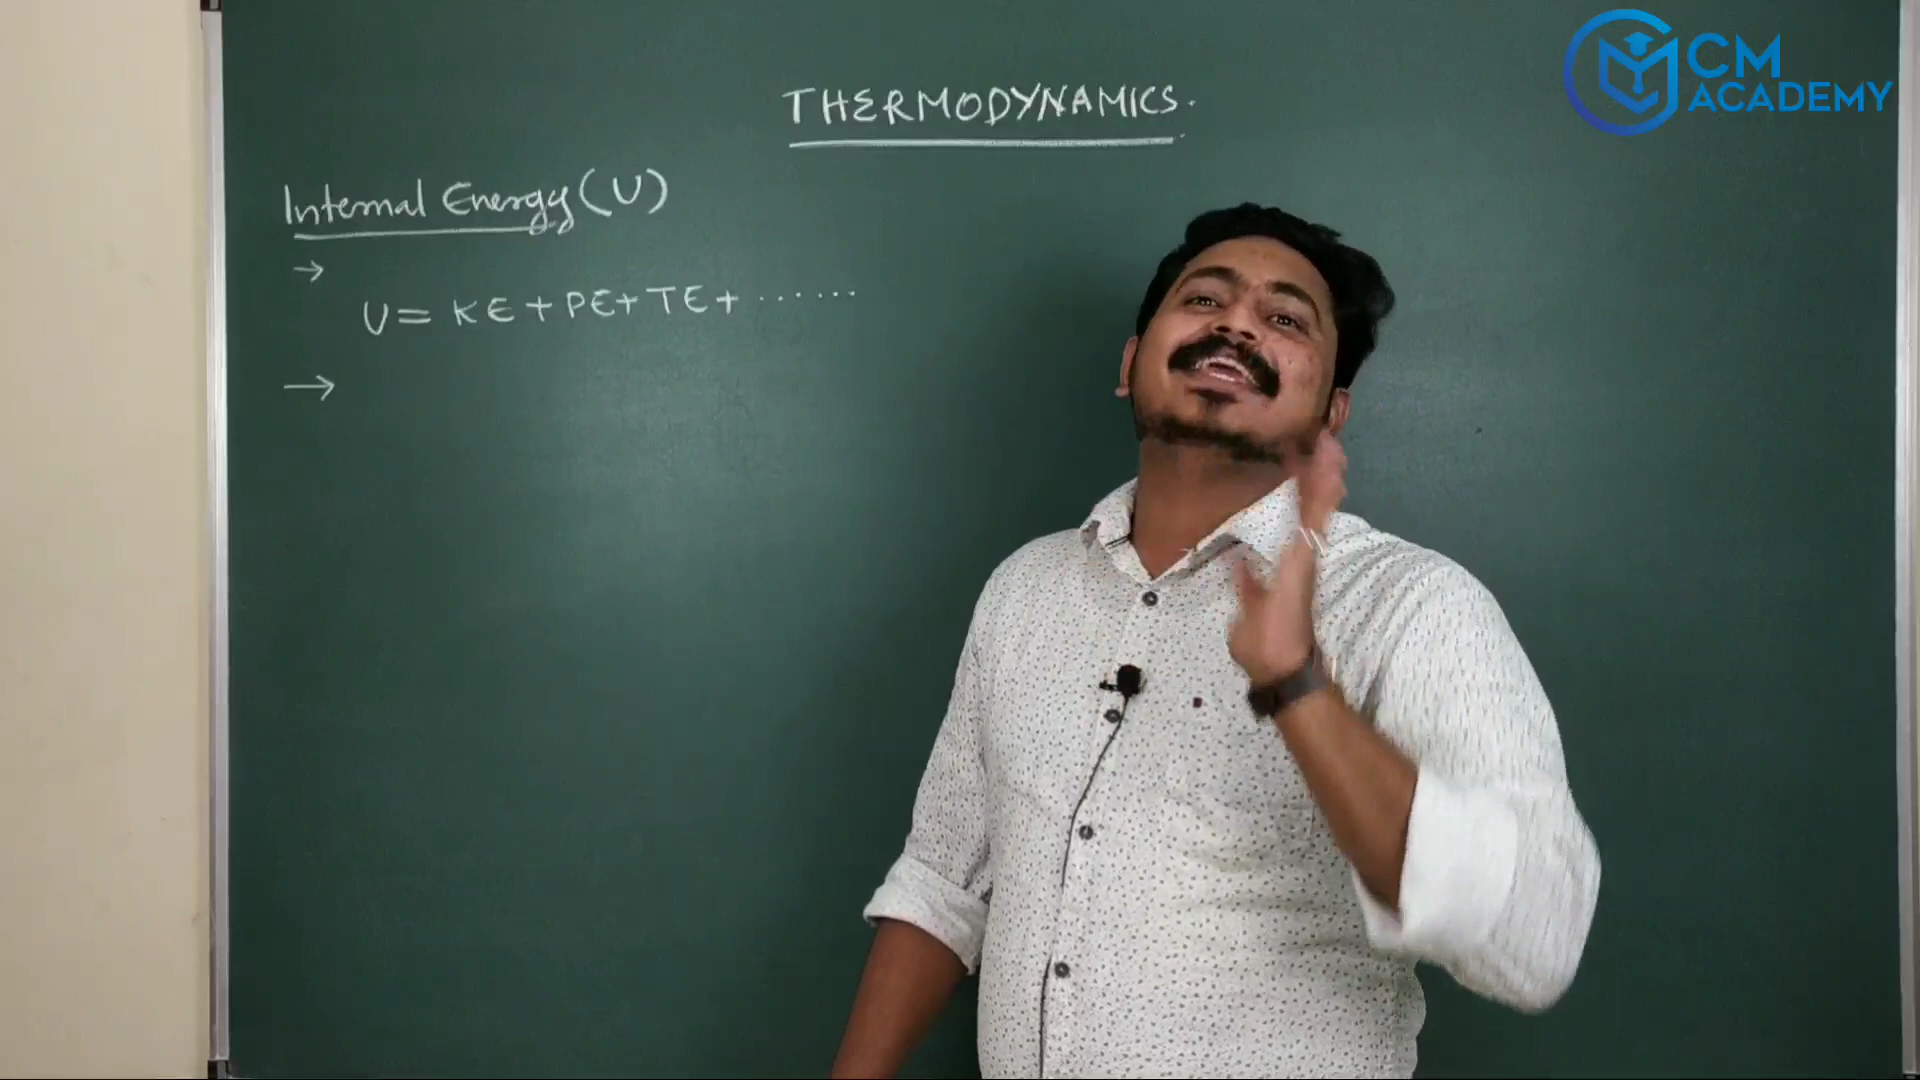 CM
ACADEMY
THERMODYNAMICS.
Internal Energy (U)
→
U = KE + PE + TE + ......
→